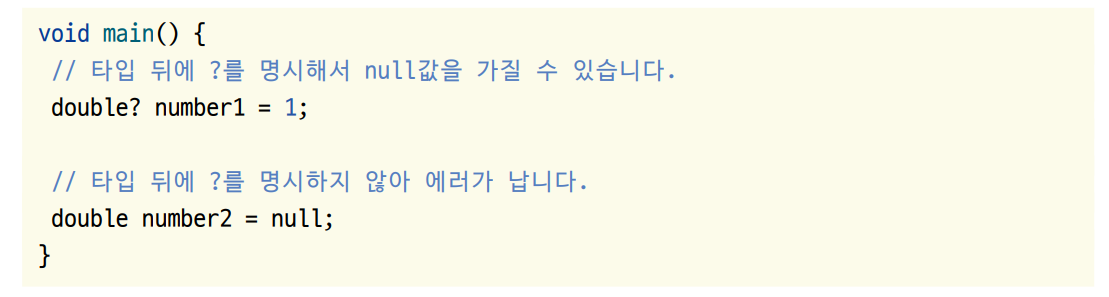 void main() {
// 타입 뒤에 ?를 명시해서 null값을 가질 수 있습니다.
double? number1 = 1;
// 타입 뒤에 ?를 명시하지 않아 에러가 납니다.
double number2 = null;
}